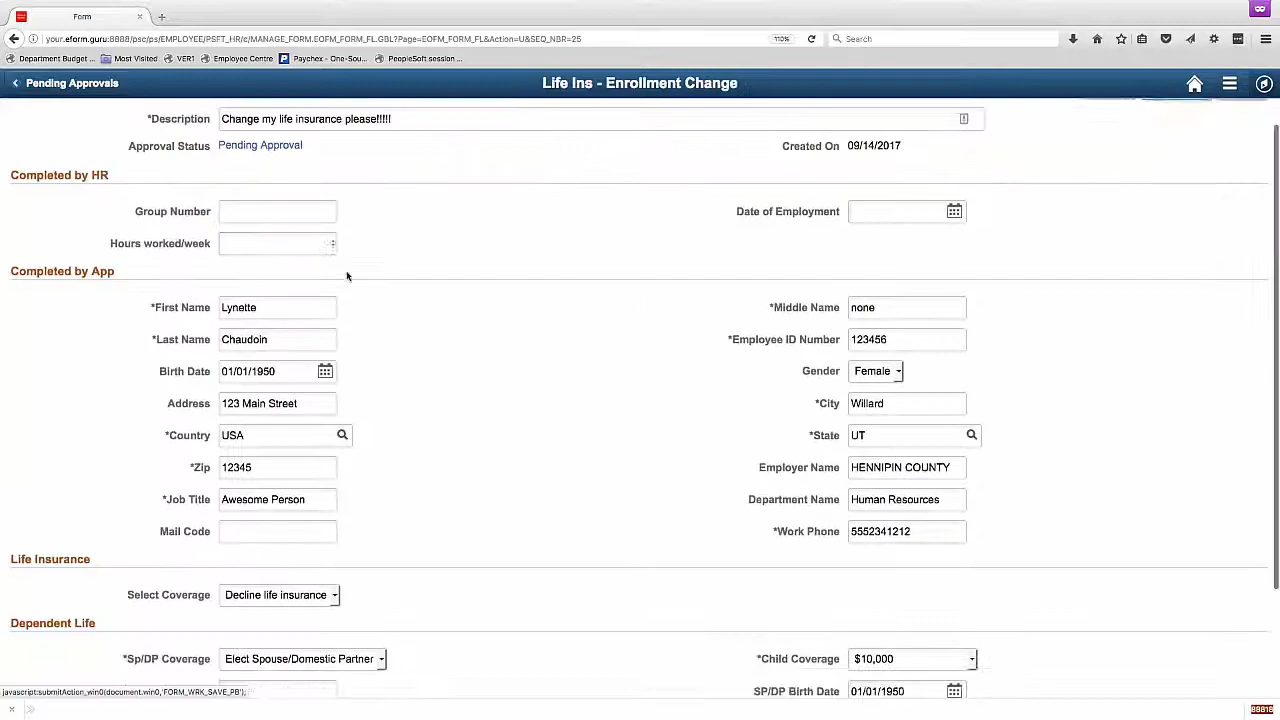 Form
your.eform.guru:8888/psc/ps/EMPLOYEE/PSFT_HR/c/MANAGE_FORM.EOFM_FORM_FL.GBL?Page=EOFM_FORM_FL&Action=U&SEQ_NBR=25 110% Search
Department Budget ... Most Visited VER1 Employee Centre Paychex - One-Sou... PeopleSoft session ...
Pending Approvals Life Ins - Enrollment Change
*Description Change my life insurance please!!!!!
Approval Status Pending Approval Created On 09/14/2017
Completed by HR
Group Number Date of Employment
Hours worked/week
Completed by App
*First Name Lynette *Middle Name none
*Last Name Chaudoin *Employee ID Number 123456
Birth Date 01/01/1950 Gender Female
Address 123 Main Street *City Willard
*Country USA *State UT
*Zip 12345 Employer Name HENNIPIN COUNTY
*Job Title Awesome Person Department Name Human Resources
Mail Code *Work Phone 5552341212
Life Insurance
Select Coverage Decline life insurance
Dependent Life
*Sp/DP Coverage Elect Spouse/Domestic Partner *Child Coverage $10,000
SP/DP Birth Date 01/01/1950
javascript:submitAction_win0(document.win0,'FORM_WRK_SAVE_PB');
88818